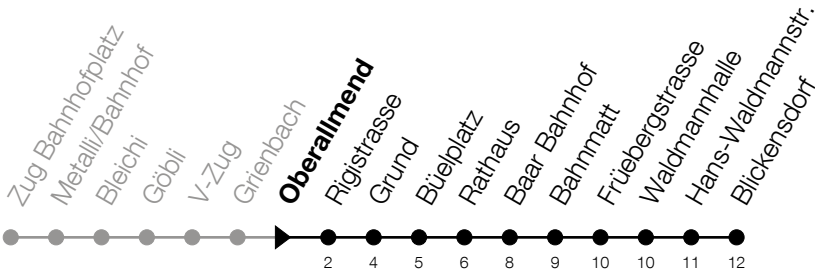 Zug Bahnhofplatz
Metalli/Bahnhof
Bleichi
Göbli
V-Zug
Grienbach
Oberallmend
Rigistrasse
Grund
Büelplatz
Rathaus
Baar Bahnhof
Bahnmatt
Früebergstrasse
Waldmannhalle
Hans-Waldmannstr.
Blickensdorf
2 4 5 6 8 9 10 10 11 12